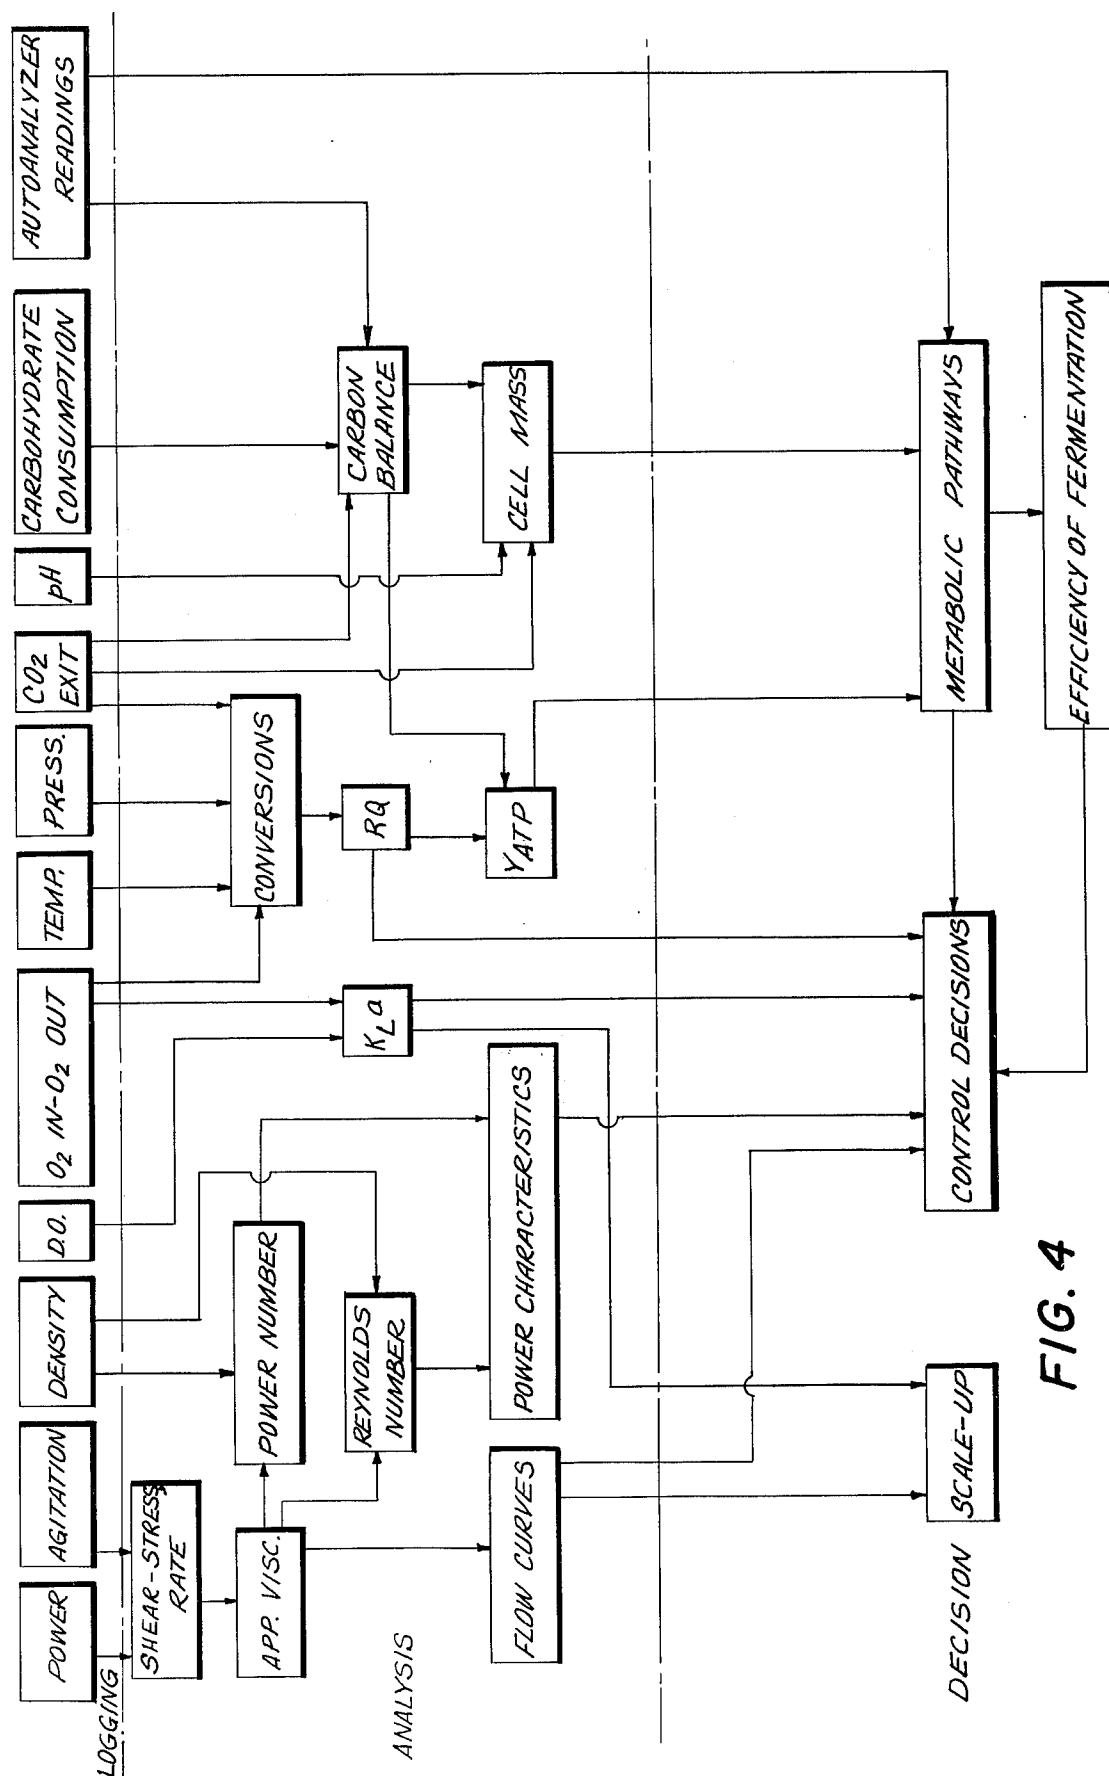 LOGGING
POWER
AGITATION
DENSITY
D.O.
O2 IN-O2 OUT
TEMP.
PRESS.
CO2
EXIT
pH
CARBOHYDRATE
CONSUMPTION
AUTOANALYZER
READINGS
ANALYSIS
SHEAR-STRESS
RATE
APP. VISC.
POWER NUMBER
CONVERSIONS
REYNOLDS
NUMBER
KLa
RQ
CARBON
BALANCE
FLOW CURVES
POWER CHARACTERISTICS
YATP
CELL MASS
DECISION
SCALE-UP
CONTROL DECISIONS
METABOLIC PATHWAYS
EFFICIENCY OF FERMENTATION
FIG. 4